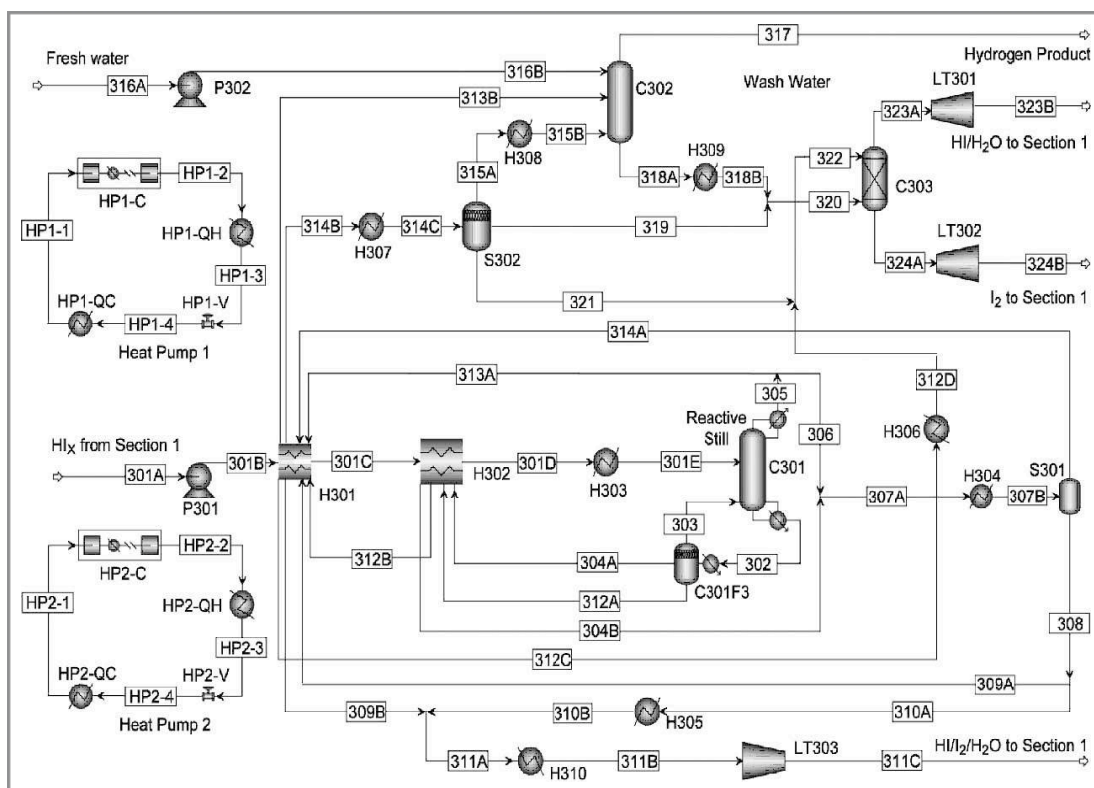 317
Fresh water
Hydrogen Product
316A
P302
316B
C302
Wash Water
LT301
313B
323A
323B
HI/H2O to Section 1
H308
315B
H309
322
HP1-2
315A
318A
318B
C303
HP1-C
320
HP1-1
HP1-QH
314B
314C
319
LT302
H307
S302
324A
324B
HP1-3
I2 to Section 1
HP1-QC
HP1-V
321
HP1-4
314A
Heat Pump 1
313A
305
312D
Reactive
Still
306
HIX from Section 1
H306
301B
301C
301D
301E
C301
S301
301A
H302
H304
H301
H303
307A
307B
P301
303
HP2-2
312B
304A
302
HP2-C
312A
C301F3
HP2-1
HP2-QH
304B
308
HP2-3
312C
HP2-QC
HP2-V
309A
HP2-4
309B
310B
310A
Heat Pump 2
H305
LT303
HI/I2/H2O to Section 1
311A
311B
311C
H310